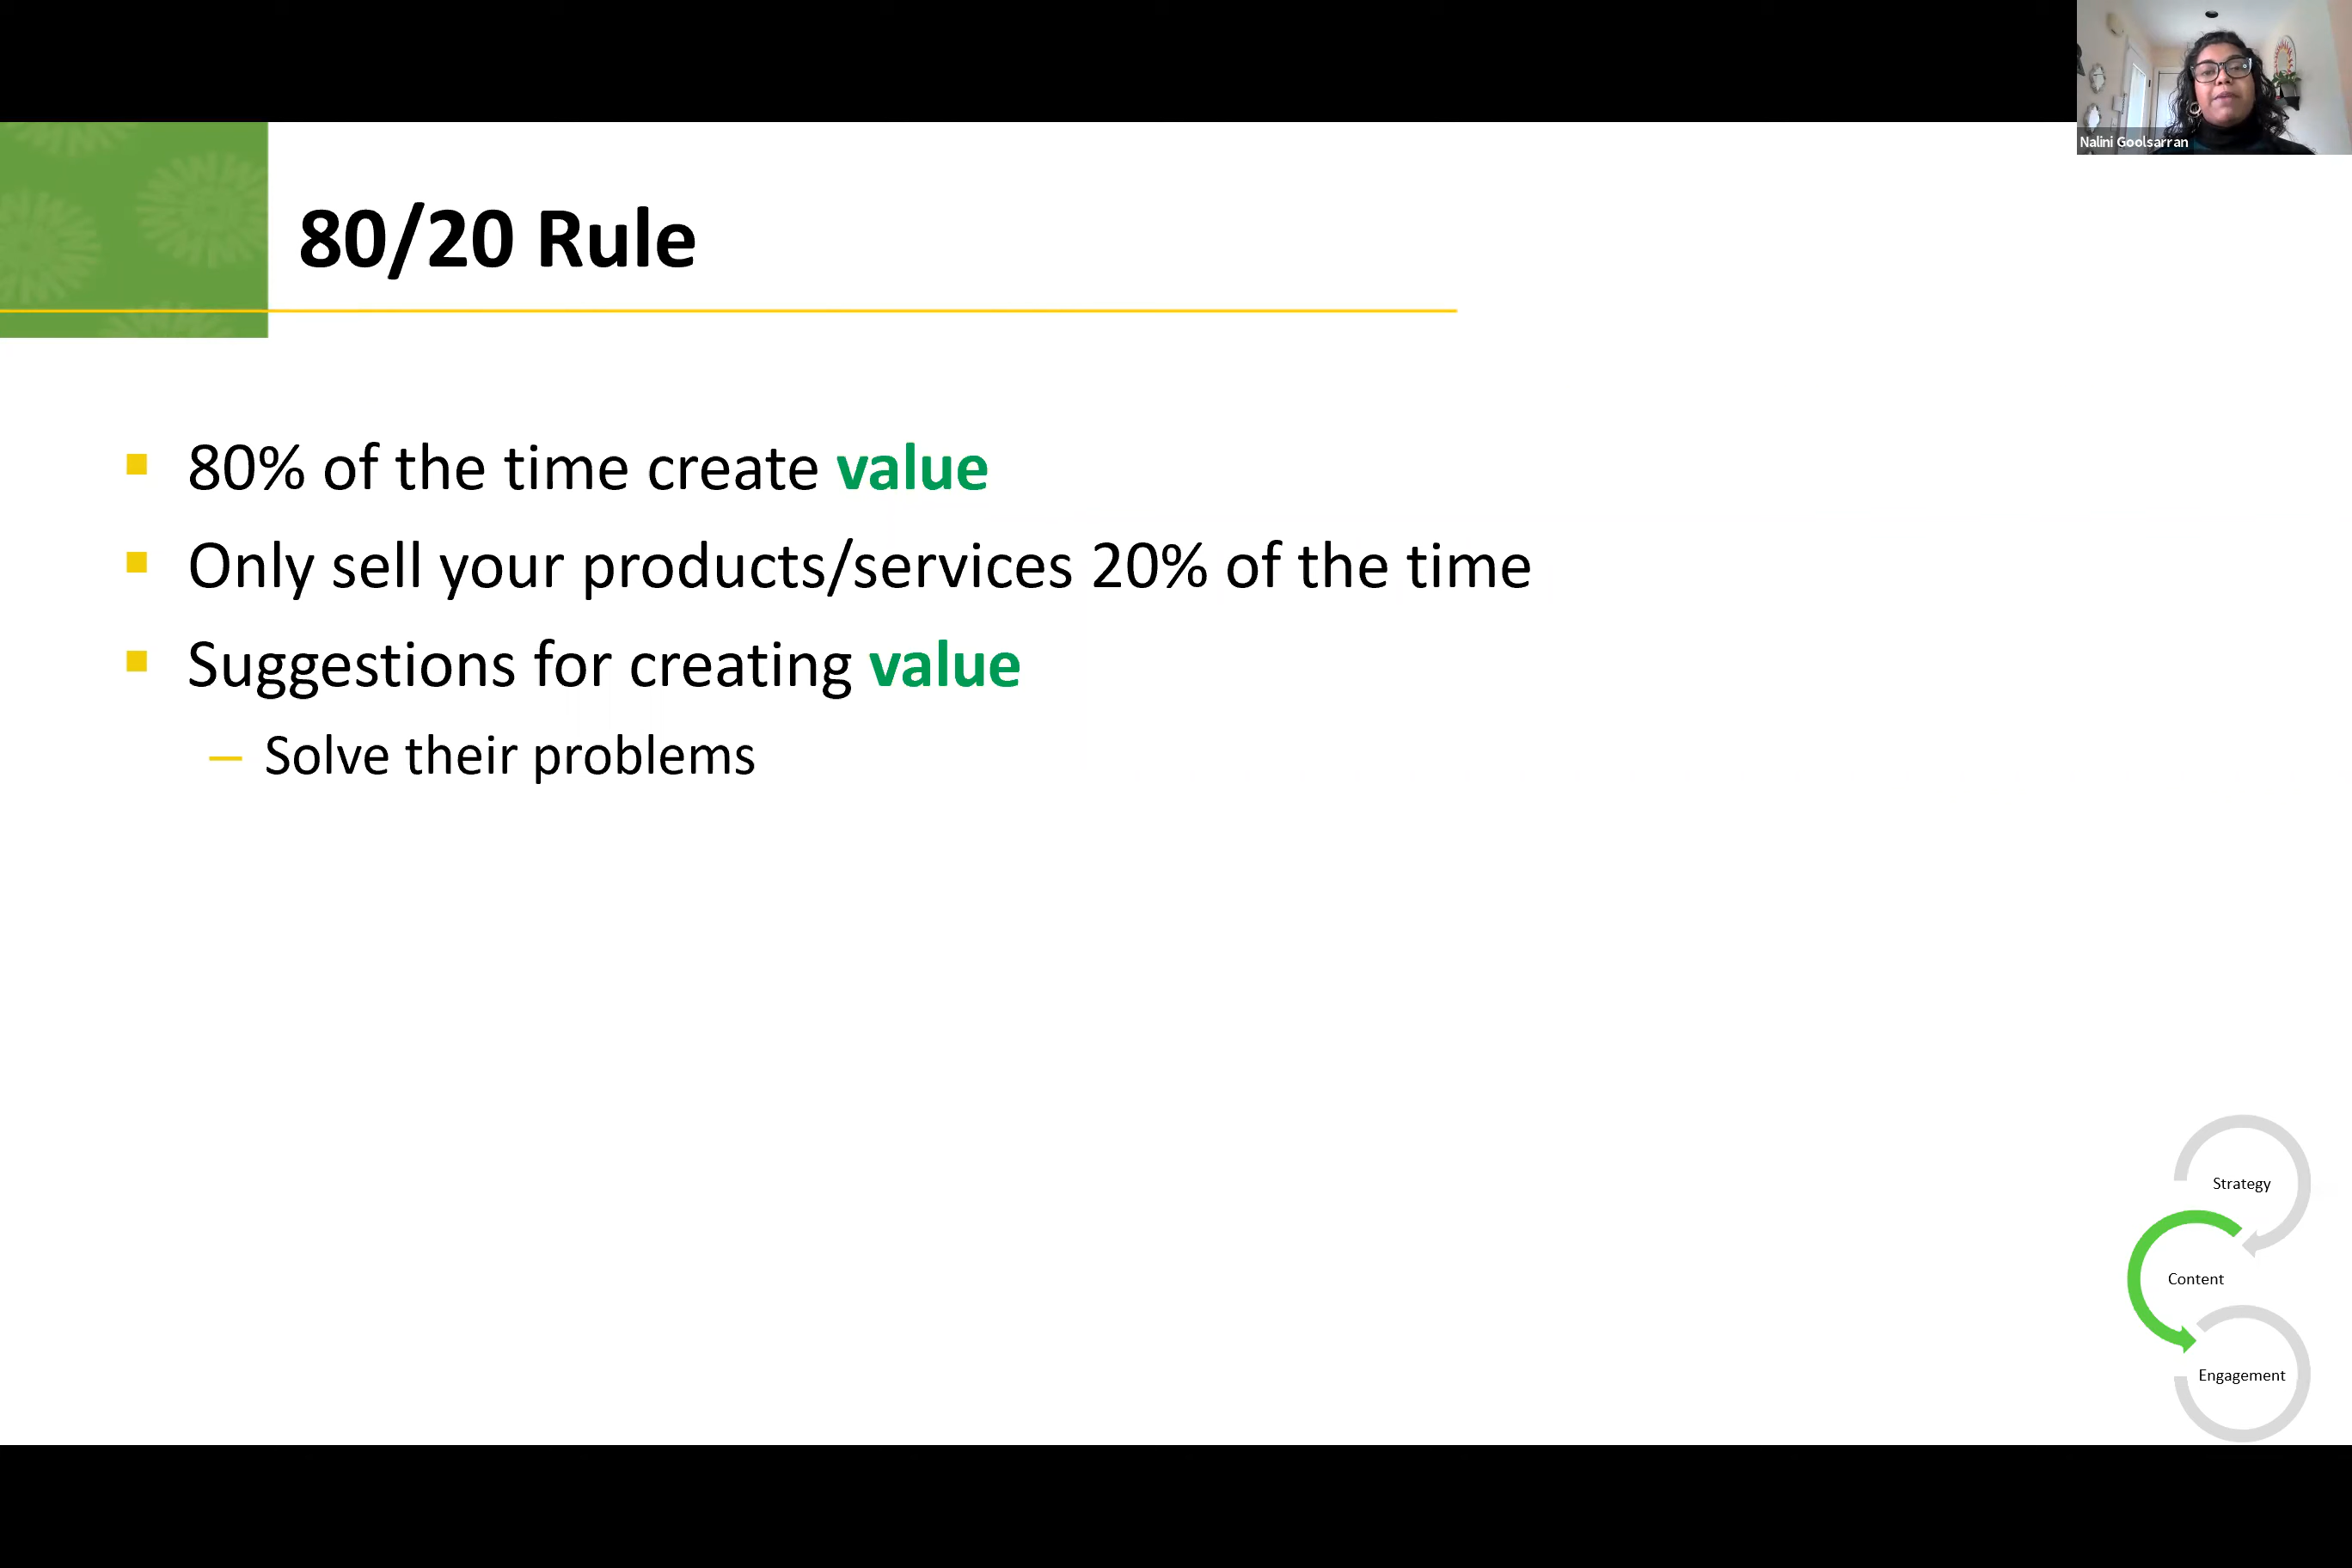 Nalini Goolsarran
80/20 Rule
80% of the time create value
Only sell your products/services 20% of the time
Suggestions for creating value
– Solve their problems
Strategy
Content
Engagement